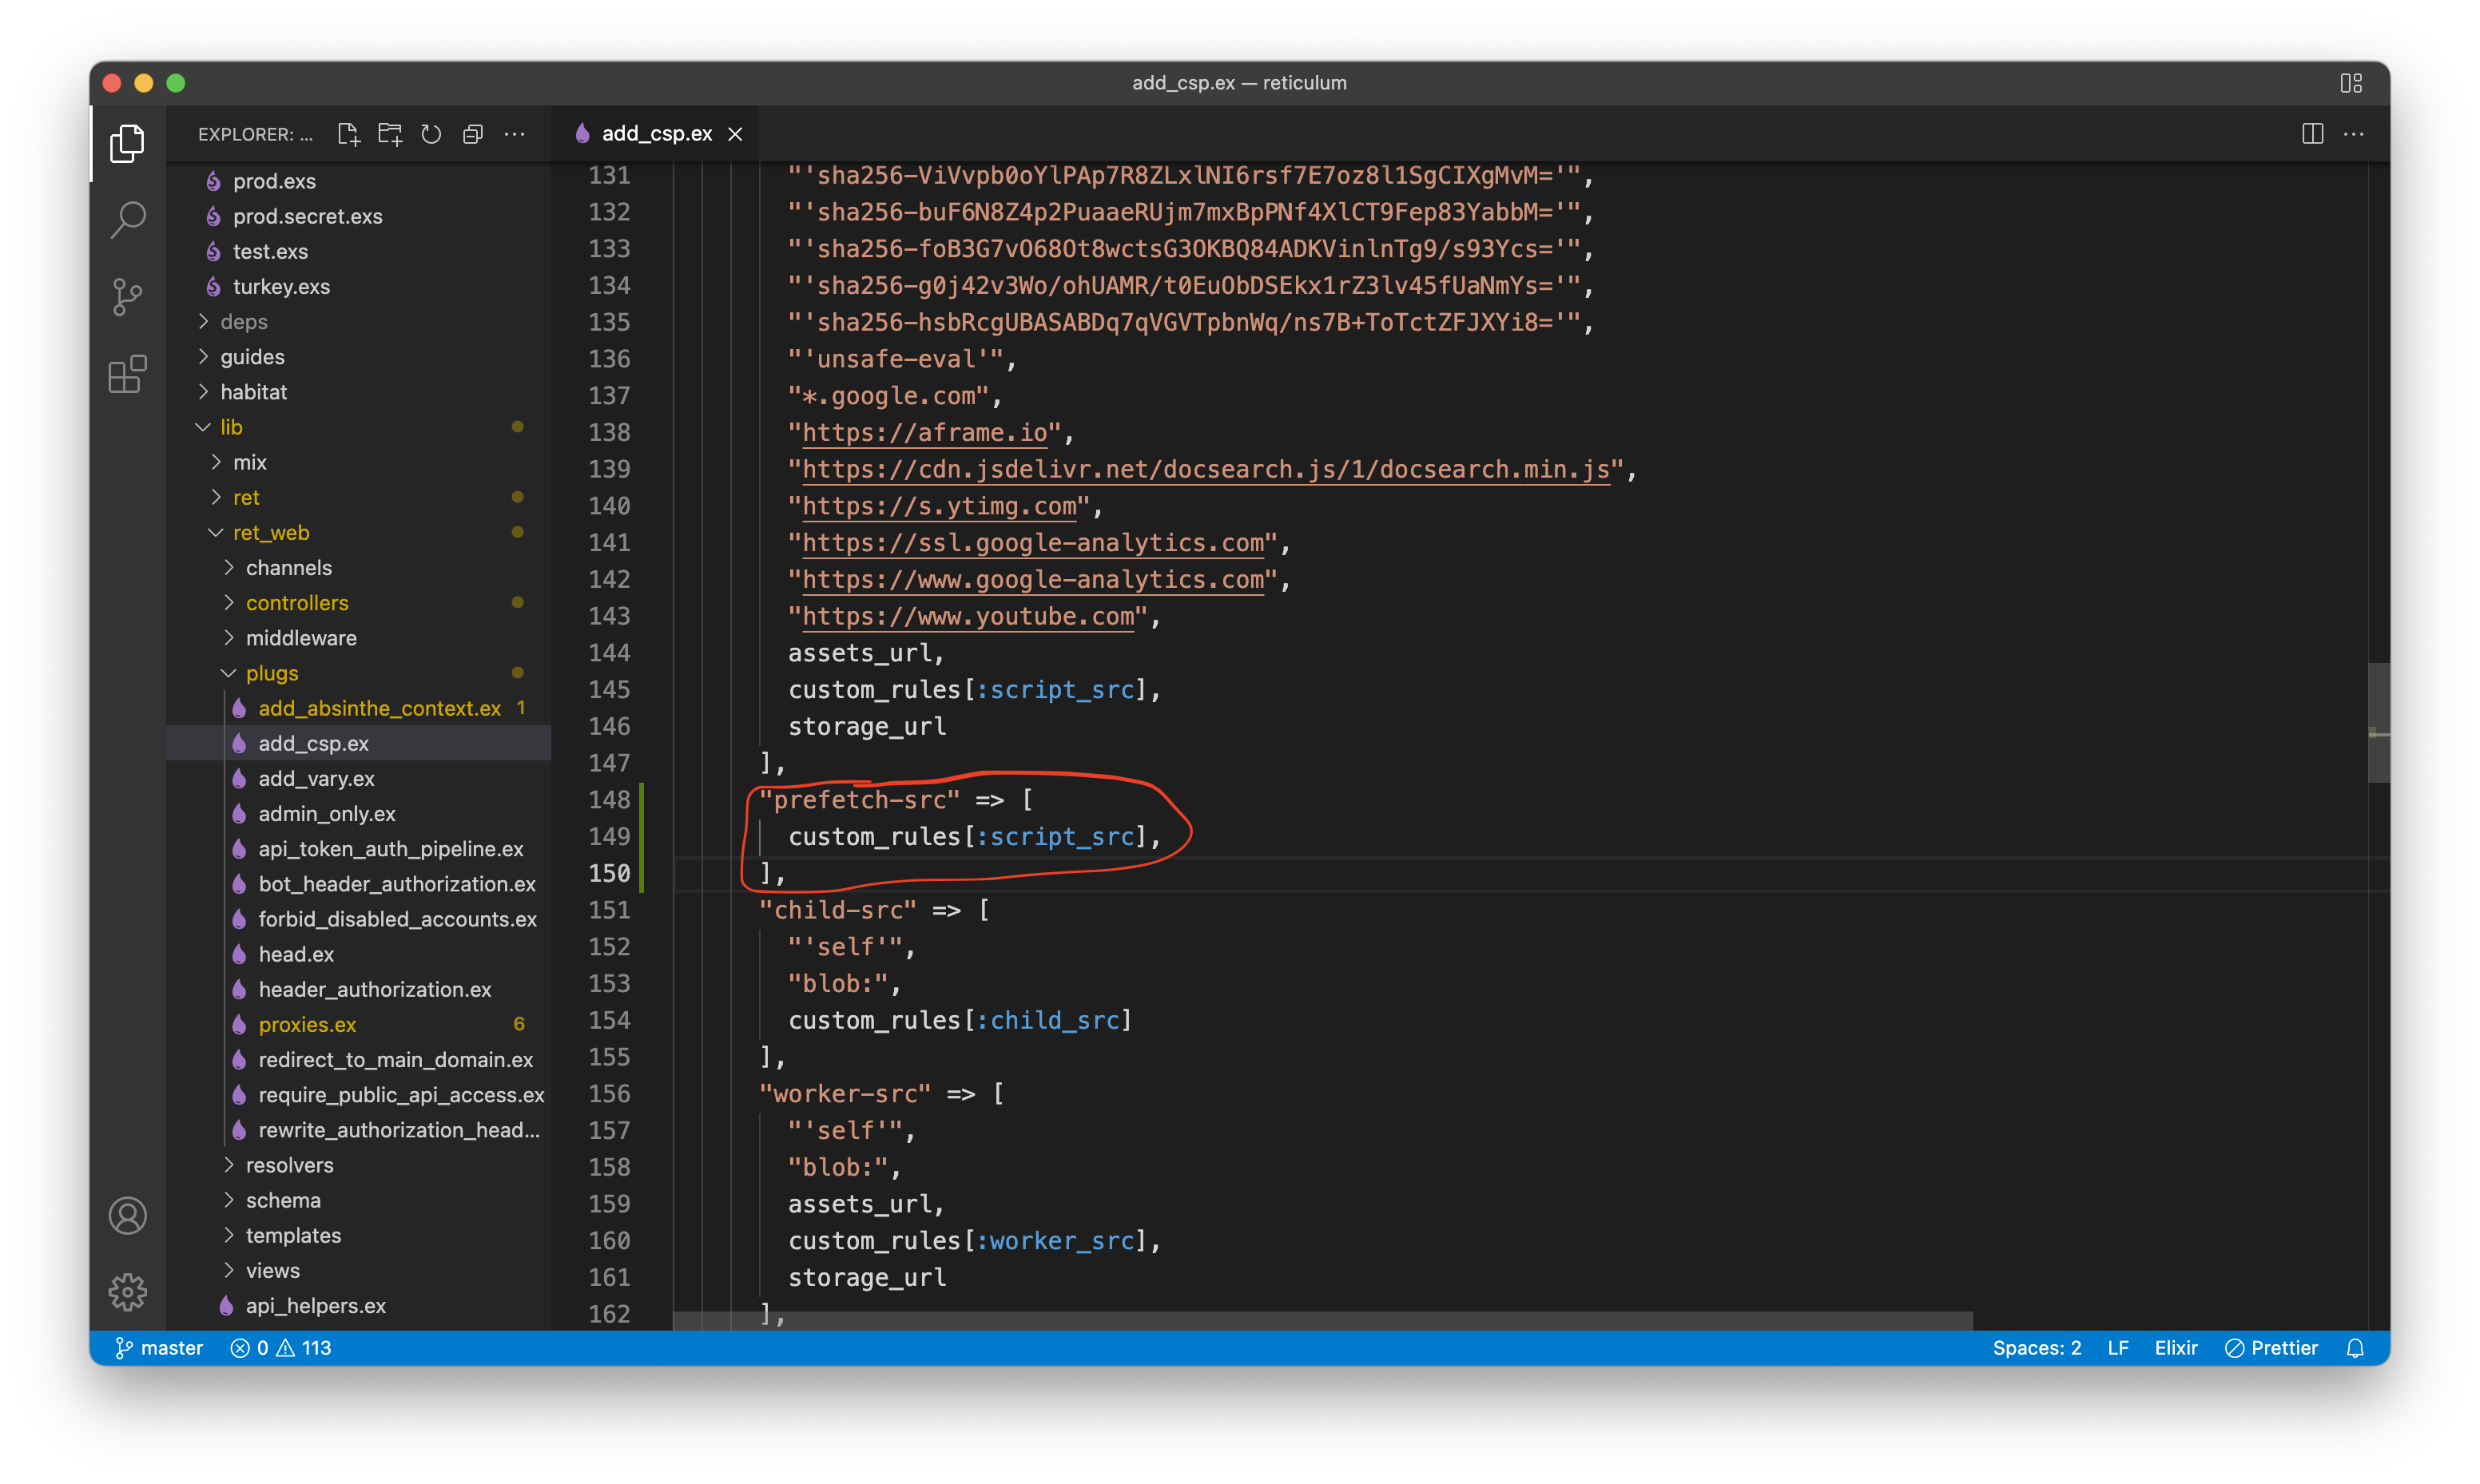 add_csp.ex — reticulum
EXPLORER: ...
add_csp.ex
prod.exs
prod.secret.exs
test.exs
turkey.exs
deps
guides
habitat
lib
mix
ret
ret_web
channels
controllers
middleware
plugs
add_absinthe_context.ex 1
add_csp.ex
add_vary.ex
admin_only.ex
api_token_auth_pipeline.ex
bot_header_authorization.ex
forbid_disabled_accounts.ex
head.ex
header_authorization.ex
proxies.ex 6
redirect_to_main_domain.ex
require_public_api_access.ex
rewrite_authorization_head...
resolvers
schema
templates
views
api_helpers.ex
131 "'sha256-ViVvpb0oYlPAp7R8ZLxlNI6rsf7E7oz8l1SgCIXgMvM='",
132 "'sha256-buF6N8Z4p2PuaaeRUjm7mxBpPNf4XlCT9Fep83YabbM='",
133 "'sha256-foB3G7vO68Ot8wctsG3OKBQ84ADKVinlnTg9/s93Ycs='",
134 "'sha256-g0j42v3Wo/ohUAMR/t0EuObDSEkx1rZ3lv45fUaNmYs='",
135 "'sha256-hsbRcgUBASABDq7qVGVTpbnWq/ns7B+ToTctZFJXYi8='",
136 "'unsafe-eval'",
137 "*.google.com",
138 "https://aframe.io",
139 "https://cdn.jsdelivr.net/docsearch.js/1/docsearch.min.js",
140 "https://s.ytimg.com",
141 "https://ssl.google-analytics.com",
142 "https://www.google-analytics.com",
143 "https://www.youtube.com",
144 assets_url,
145 custom_rules[:script_src],
146 storage_url
147 ],
148 "prefetch-src" => [
149 custom_rules[:script_src],
150 ],
151 "child-src" => [
152 "'self'",
153 "blob:",
154 custom_rules[:child_src]
155 ],
156 "worker-src" => [
157 "'self'",
158 "blob:",
159 assets_url,
160 custom_rules[:worker_src],
161 storage_url
162 ],
master 0 113
Spaces: 2 LF Elixir Prettier